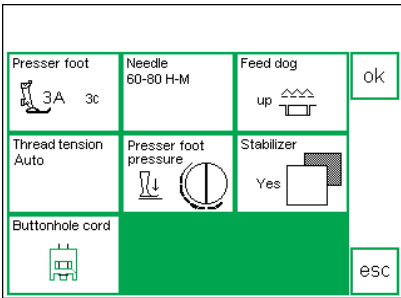 Presser foot
3A 3c
Needle
60-80 H-M
Feed dog
up
ok
Thread tension
Auto
Presser foot
pressure
Stabilizer
Yes
Buttonhole cord
esc